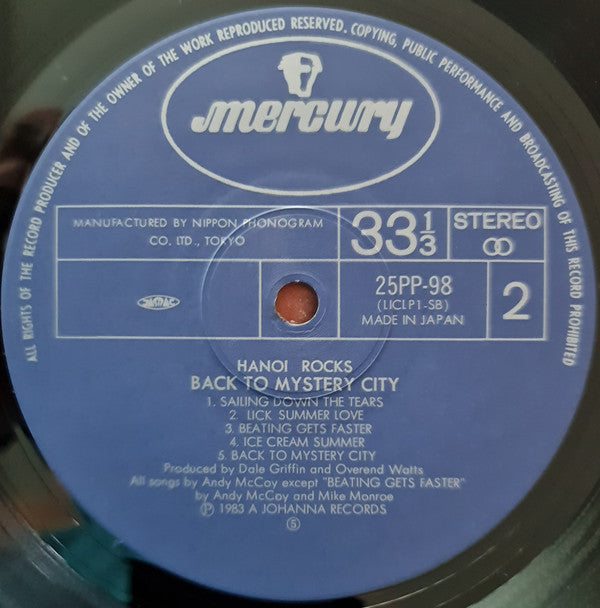 ALL RIGHTS OF THE RECORD PRODUCER AND OF THE OWNER OF THE WORK REPRODUCED RESERVED. COPYING, PUBLIC PERFORMANCE AND BROADCASTING OF THIS RECORD PROHIBITED
mercury
MANUFACTURED BY NIPPON PHONOGRAM
CO. LTD., TOKYO
33 1/3
STEREO
JASRAC
25PP-98
(LICLP1-SB)
MADE IN JAPAN
2
HANOI ROCKS
BACK TO MYSTERY CITY
1. SAILING DOWN THE TEARS
2. LICK SUMMER LOVE
3. BEATING GETS FASTER
4. ICE CREAM SUMMER
5. BACK TO MYSTERY CITY
Produced by Dale Griffin and Overend Watts
All songs by Andy McCoy except "BEATING GETS FASTER"
by Andy McCoy and Mike Monroe
Ⓟ 1983 A JOHANNA RECORDS
Ⓢ